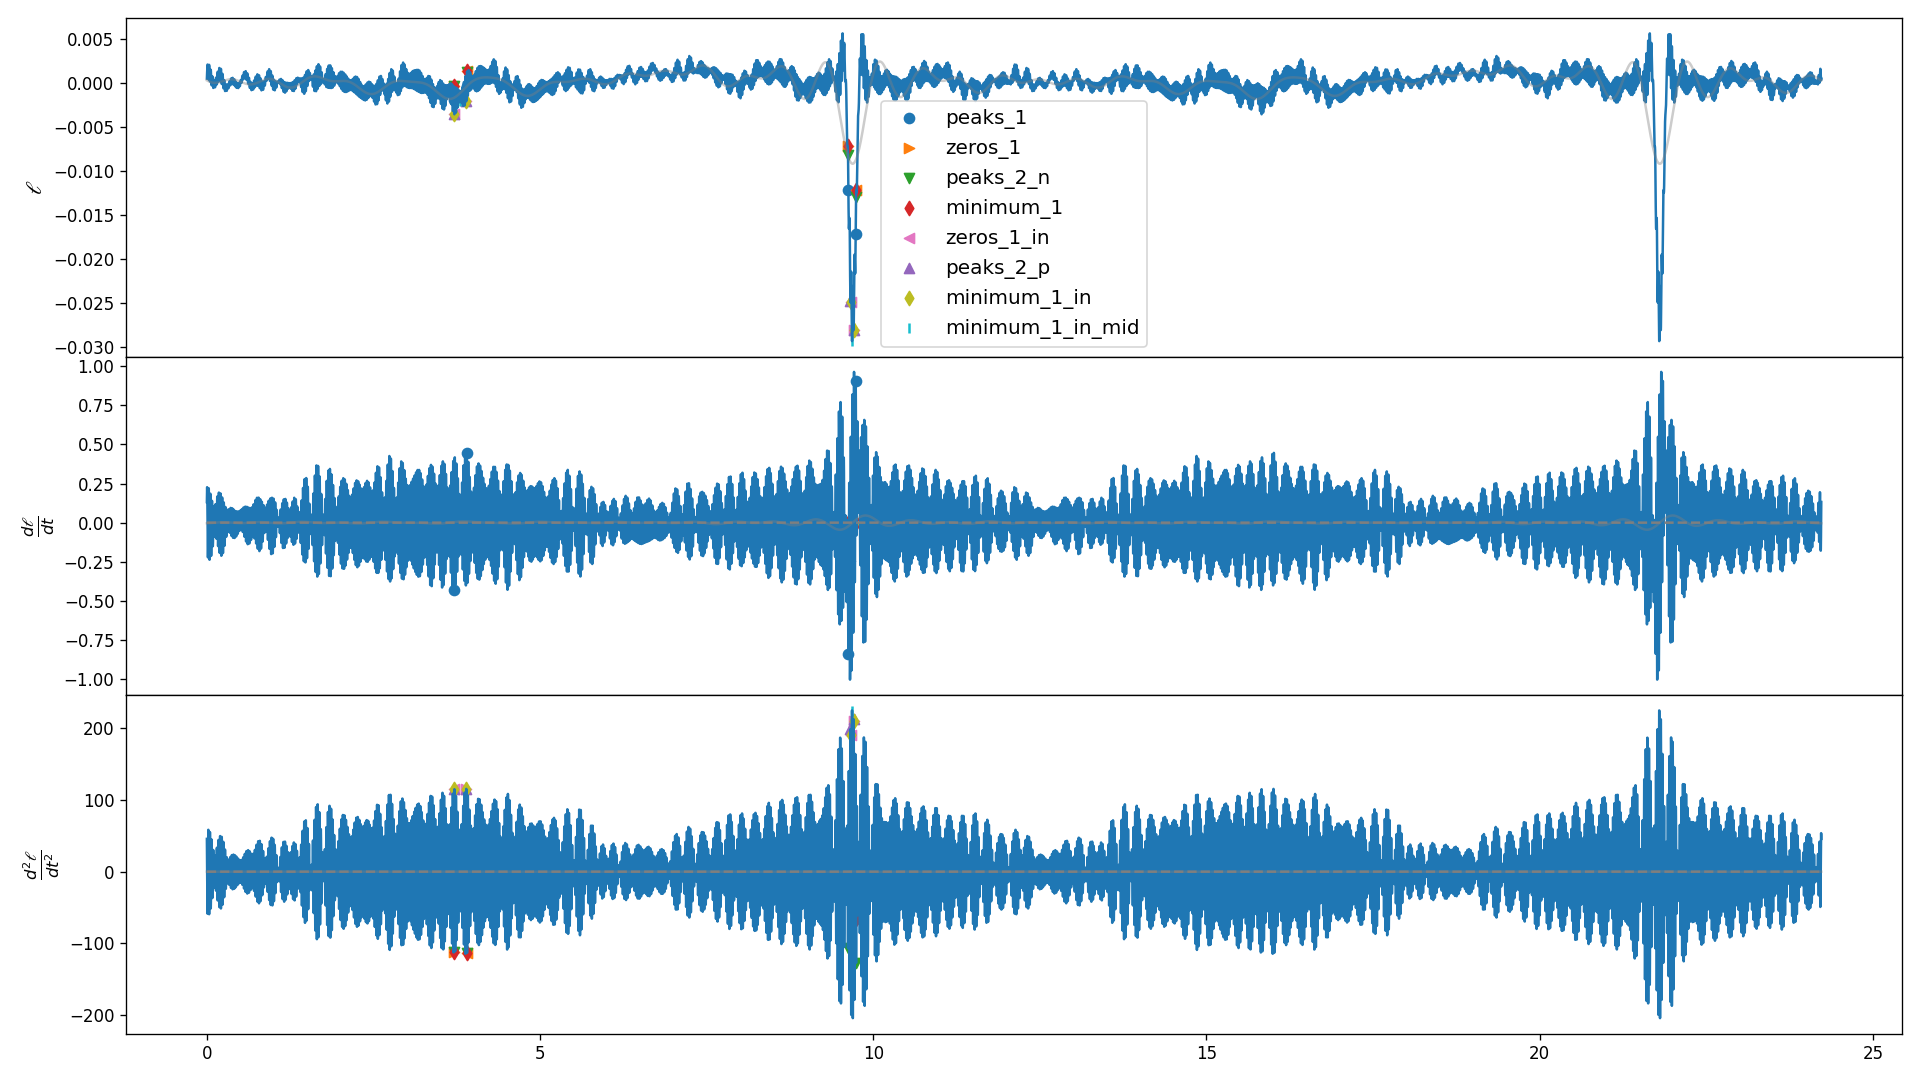 0.005
0.000
−0.005
−0.010
−0.015
−0.020
−0.025
−0.030
ℓ
peaks_1
zeros_1
peaks_2_n
minimum_1
zeros_1_in
peaks_2_p
minimum_1_in
minimum_1_in_mid
1.00
0.75
0.50
0.25
0.00
−0.25
−0.50
−0.75
−1.00
dℓ
dt
200
100
0
−100
−200
d²ℓ
dt²
0 5 10 15 20 25